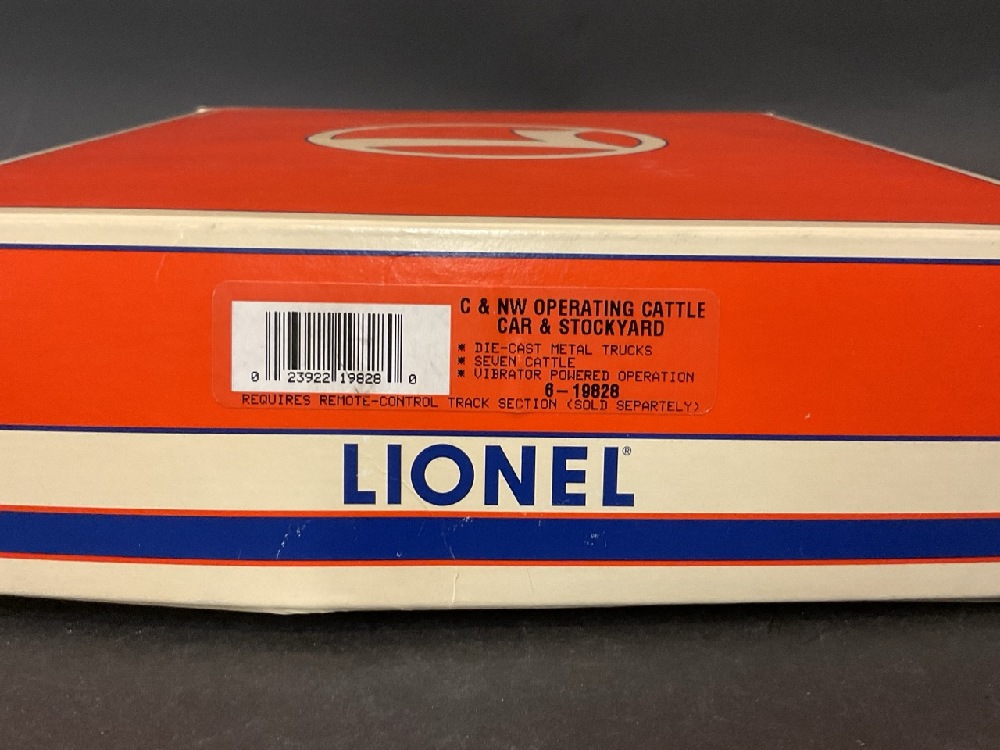 C & NW OPERATING CATTLE
CAR & STOCKYARD
* DIE-CAST METAL TRUCKS
* SEVEN CATTLE
* VIBRATOR POWERED OPERATION
6-19828
0 23922 19828 0
REQUIRES REMOTE-CONTROL TRACK SECTION (SOLD SEPARTELY)
LIONEL®